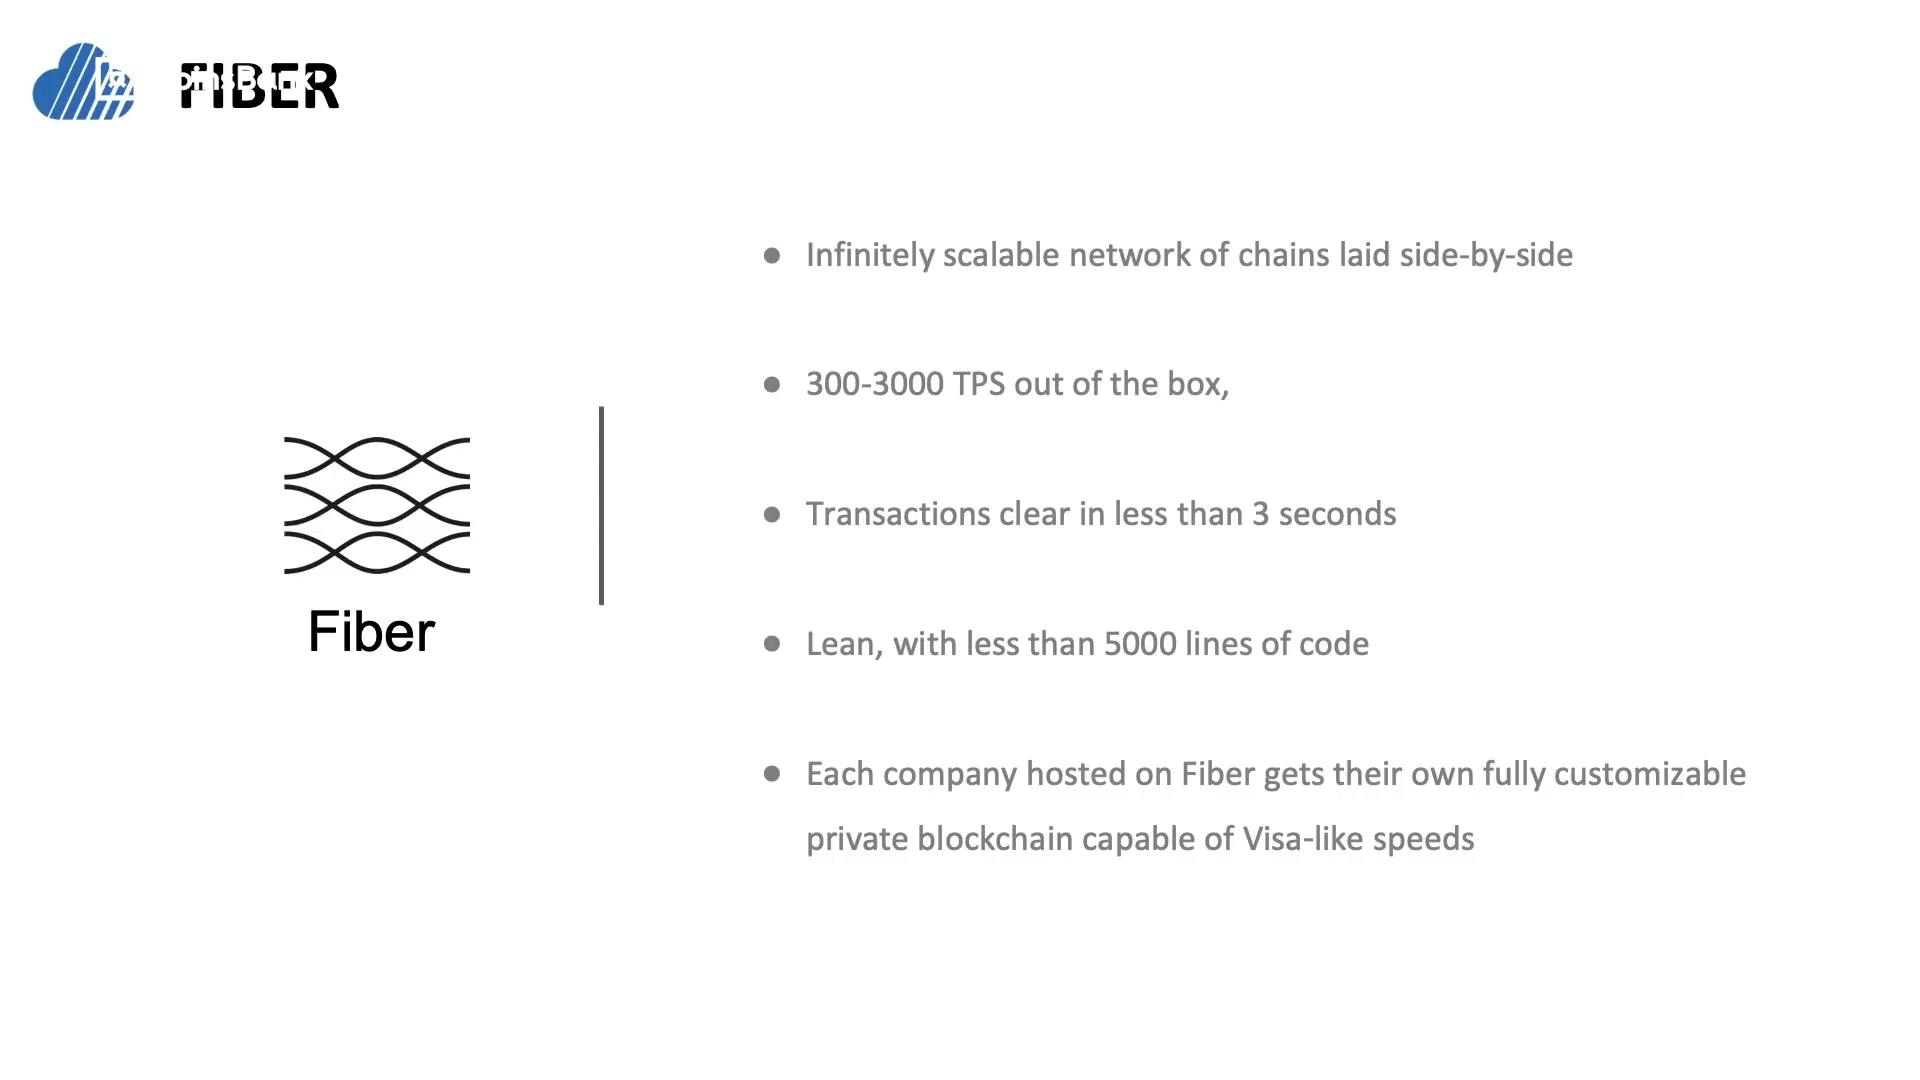 FIBER
Infinitely scalable network of chains laid side-by-side
300-3000 TPS out of the box,
Transactions clear in less than 3 seconds
Fiber
Lean, with less than 5000 lines of code
Each company hosted on Fiber gets their own fully customizable
private blockchain capable of Visa-like speeds